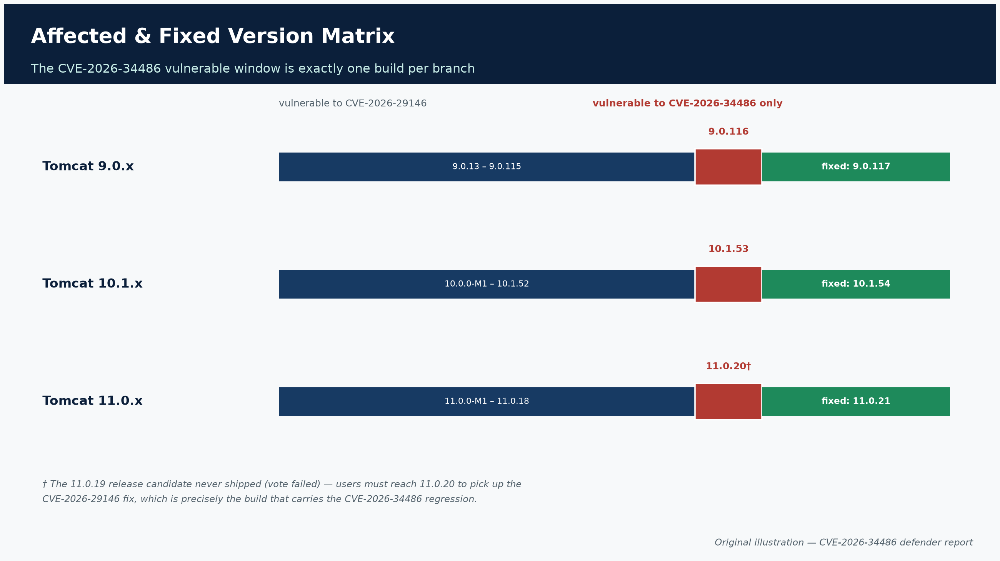 Affected & Fixed Version Matrix
The CVE-2026-34486 vulnerable window is exactly one build per branch
vulnerable to CVE-2026-29146
vulnerable to CVE-2026-34486 only
9.0.116
Tomcat 9.0.x
9.0.13 – 9.0.115
fixed: 9.0.117
10.1.53
Tomcat 10.1.x
10.0.0-M1 – 10.1.52
fixed: 10.1.54
11.0.20†
Tomcat 11.0.x
11.0.0-M1 – 11.0.18
fixed: 11.0.21
† The 11.0.19 release candidate never shipped (vote failed) — users must reach 11.0.20 to pick up the
CVE-2026-29146 fix, which is precisely the build that carries the CVE-2026-34486 regression.
Original illustration — CVE-2026-34486 defender report